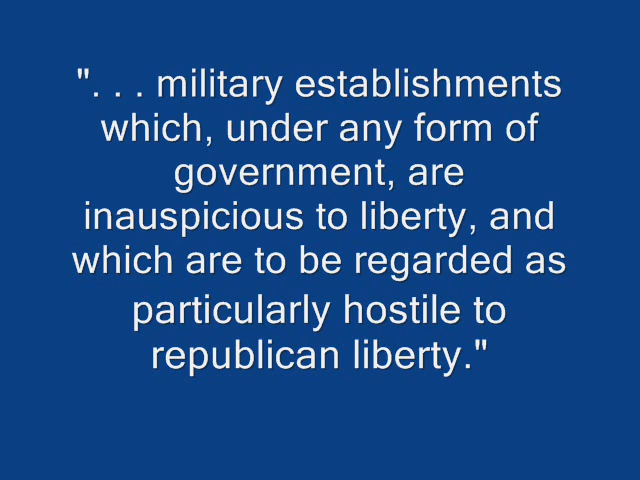 ". . . military establishments
which, under any form of
government, are
inauspicious to liberty, and
which are to be regarded as
particularly hostile to
republican liberty."